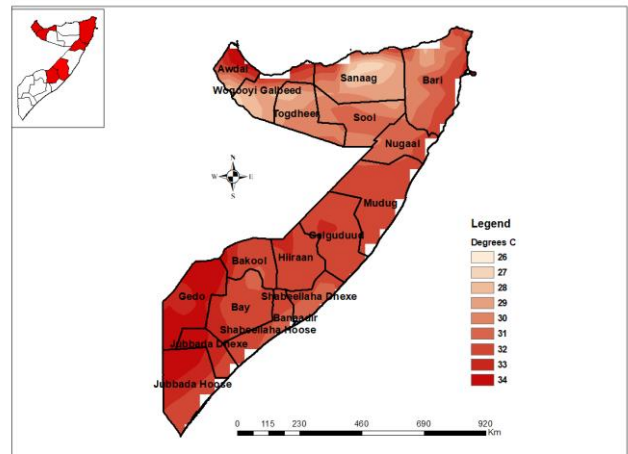 Awdal
Woqooyi Galbeed
Togdheer
Sanaag
Sool
Bari
Nugaal
Mudug
Galguduud
Hiiraan
Bakool
Gedo
Bay
Shabeellaha Dhexe
Banaadir
Shabeellaha Hoose
Jubbada Dhexe
Jubbada Hoose
N
W E
S
Legend
Degrees C
26
27
28
29
30
31
32
33
34
0 115 230 460 690 920
Km